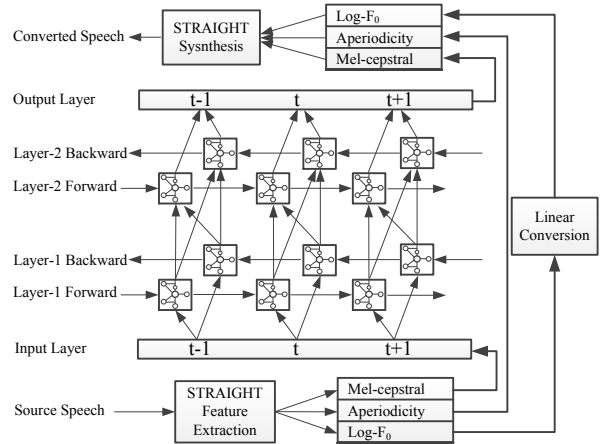 Converted Speech
STRAIGHT
Sysnthesis
Log-F₀
Aperiodicity
Mel-cepstral
Output Layer
t-1
t
t+1
Layer-2 Backward
Layer-2 Forward
Linear
Conversion
Layer-1 Backward
Layer-1 Forward
Input Layer
t-1
t
t+1
Source Speech
STRAIGHT
Feature
Extraction
Mel-cepstral
Aperiodicity
Log-F₀